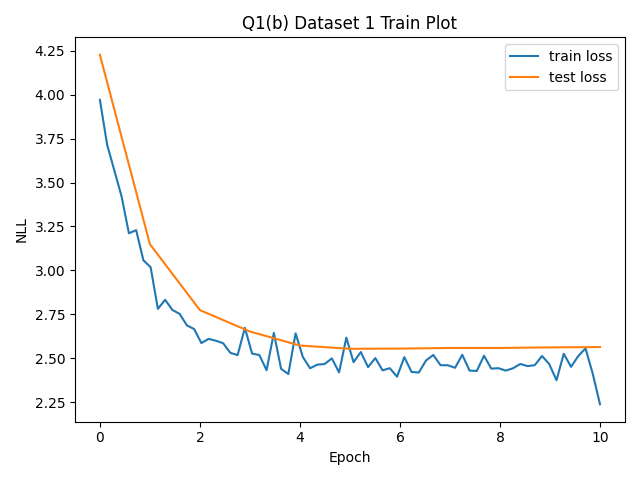 Q1(b) Dataset 1 Train Plot
train loss
test loss
4.25
4.00
3.75
3.50
3.25
3.00
2.75
2.50
2.25
NLL
0 2 4 6 8 10
Epoch